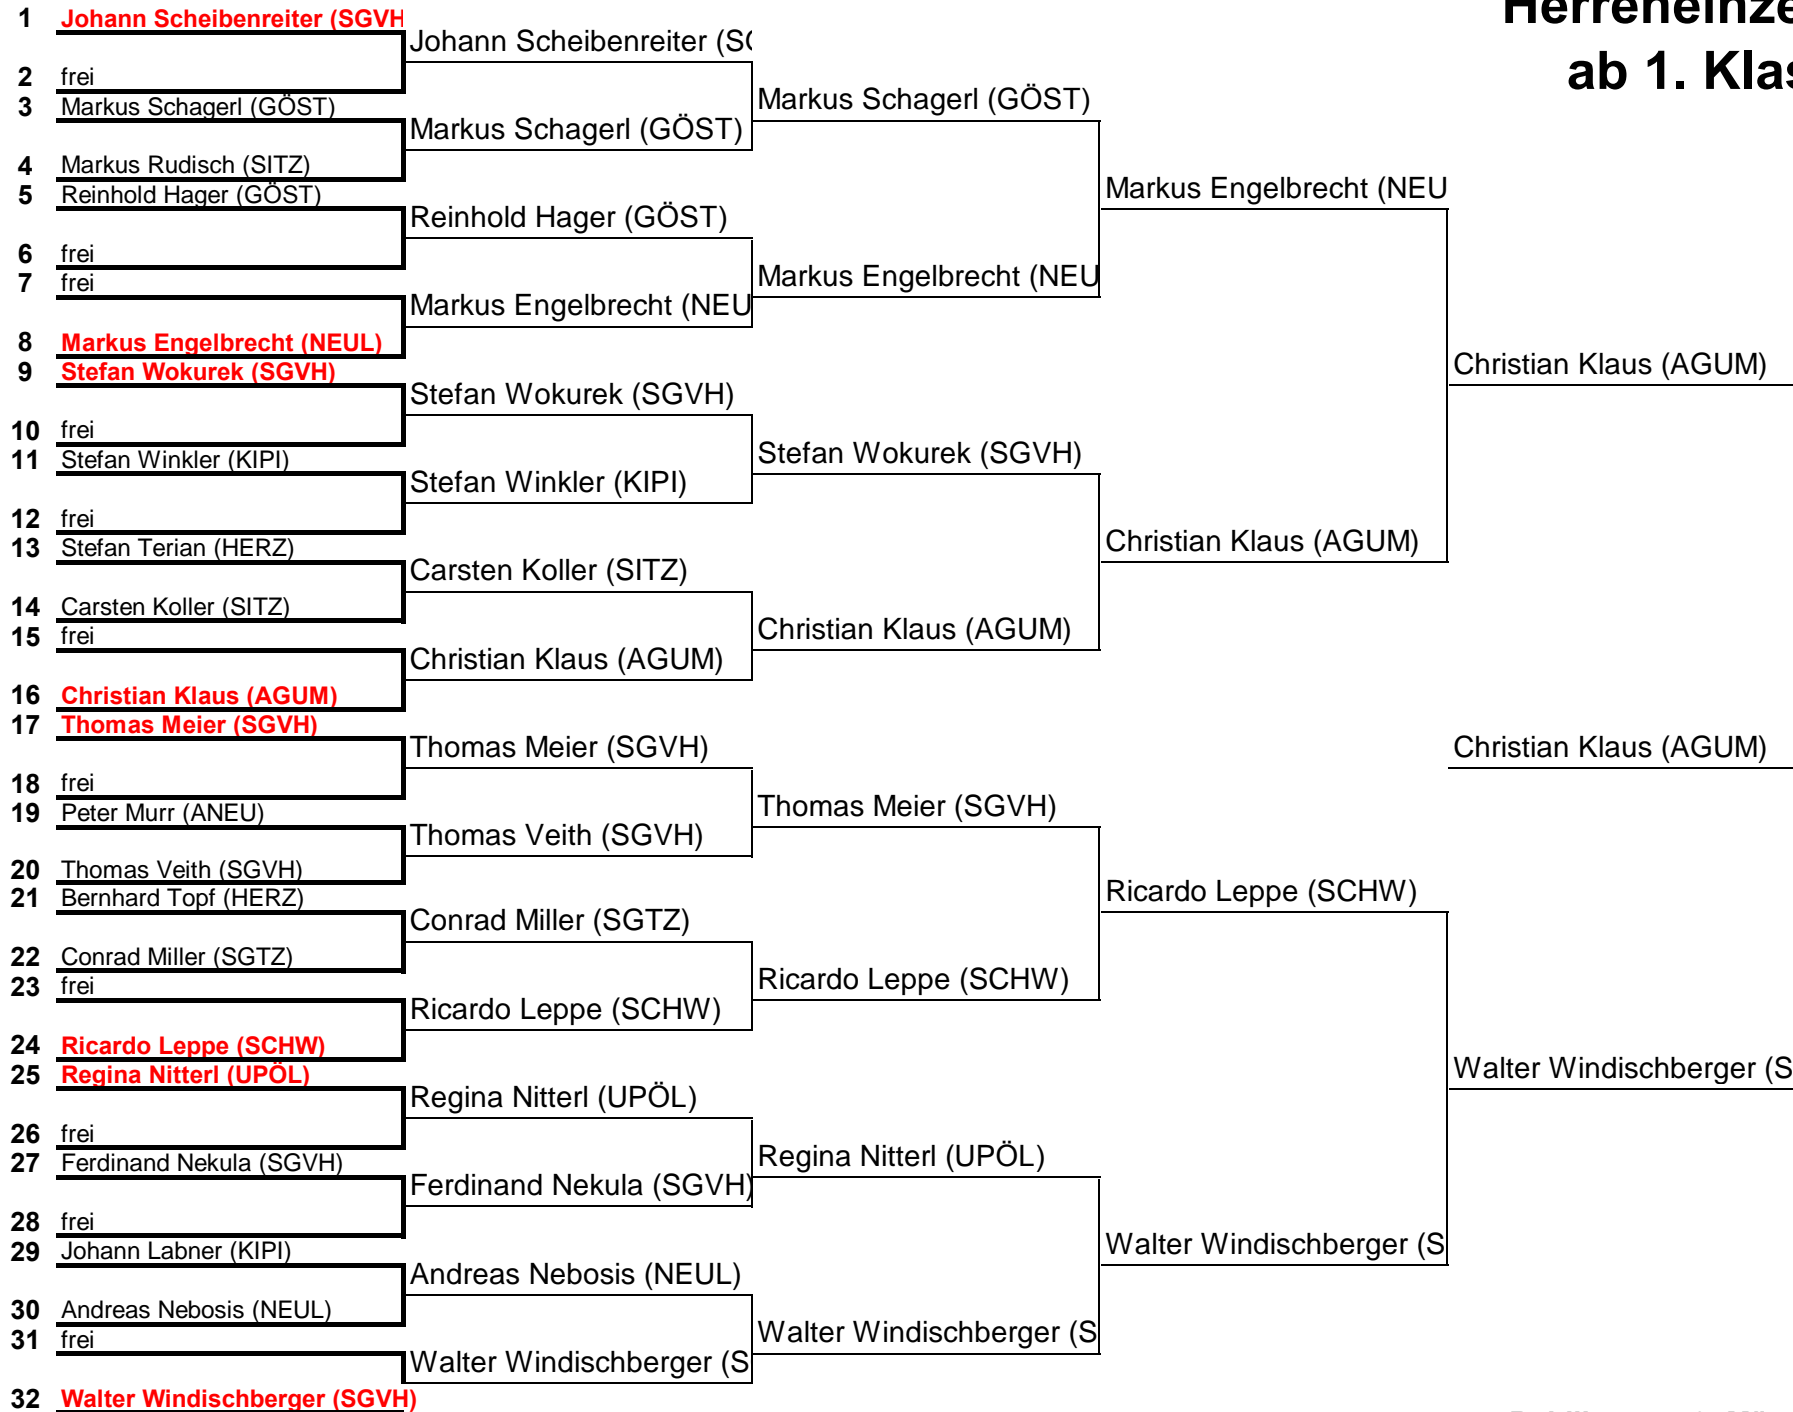 Herreneinze
ab 1. Klas
1 Johann Scheibenreiter (SGVH
2 frei
3 Markus Schagerl (GÖST)
4 Markus Rudisch (SITZ)
5 Reinhold Hager (GÖST)
6 frei
7 frei
8 Markus Engelbrecht (NEUL)
9 Stefan Wokurek (SGVH)
10 frei
11 Stefan Winkler (KIPI)
12 frei
13 Stefan Terian (HERZ)
14 Carsten Koller (SITZ)
15 frei
16 Christian Klaus (AGUM)
17 Thomas Meier (SGVH)
18 frei
19 Peter Murr (ANEU)
20 Thomas Veith (SGVH)
21 Bernhard Topf (HERZ)
22 Conrad Miller (SGTZ)
23 frei
24 Ricardo Leppe (SCHW)
25 Regina Nitterl (UPÖL)
26 frei
27 Ferdinand Nekula (SGVH)
28 frei
29 Johann Labner (KIPI)
30 Andreas Nebosis (NEUL)
31 frei
32 Walter Windischberger (SGVH)
Johann Scheibenreiter (SG
Markus Schagerl (GÖST)
Reinhold Hager (GÖST)
Markus Engelbrecht (NEU
Stefan Wokurek (SGVH)
Stefan Winkler (KIPI)
Carsten Koller (SITZ)
Christian Klaus (AGUM)
Thomas Meier (SGVH)
Thomas Veith (SGVH)
Conrad Miller (SGTZ)
Ricardo Leppe (SCHW)
Regina Nitterl (UPÖL)
Ferdinand Nekula (SGVH)
Andreas Nebosis (NEUL)
Walter Windischberger (S
Markus Schagerl (GÖST)
Markus Engelbrecht (NEU
Stefan Wokurek (SGVH)
Christian Klaus (AGUM)
Thomas Meier (SGVH)
Ricardo Leppe (SCHW)
Regina Nitterl (UPÖL)
Walter Windischberger (S
Markus Engelbrecht (NEU
Christian Klaus (AGUM)
Ricardo Leppe (SCHW)
Walter Windischberger (S
Christian Klaus (AGUM)
Christian Klaus (AGUM)
Walter Windischberger (S